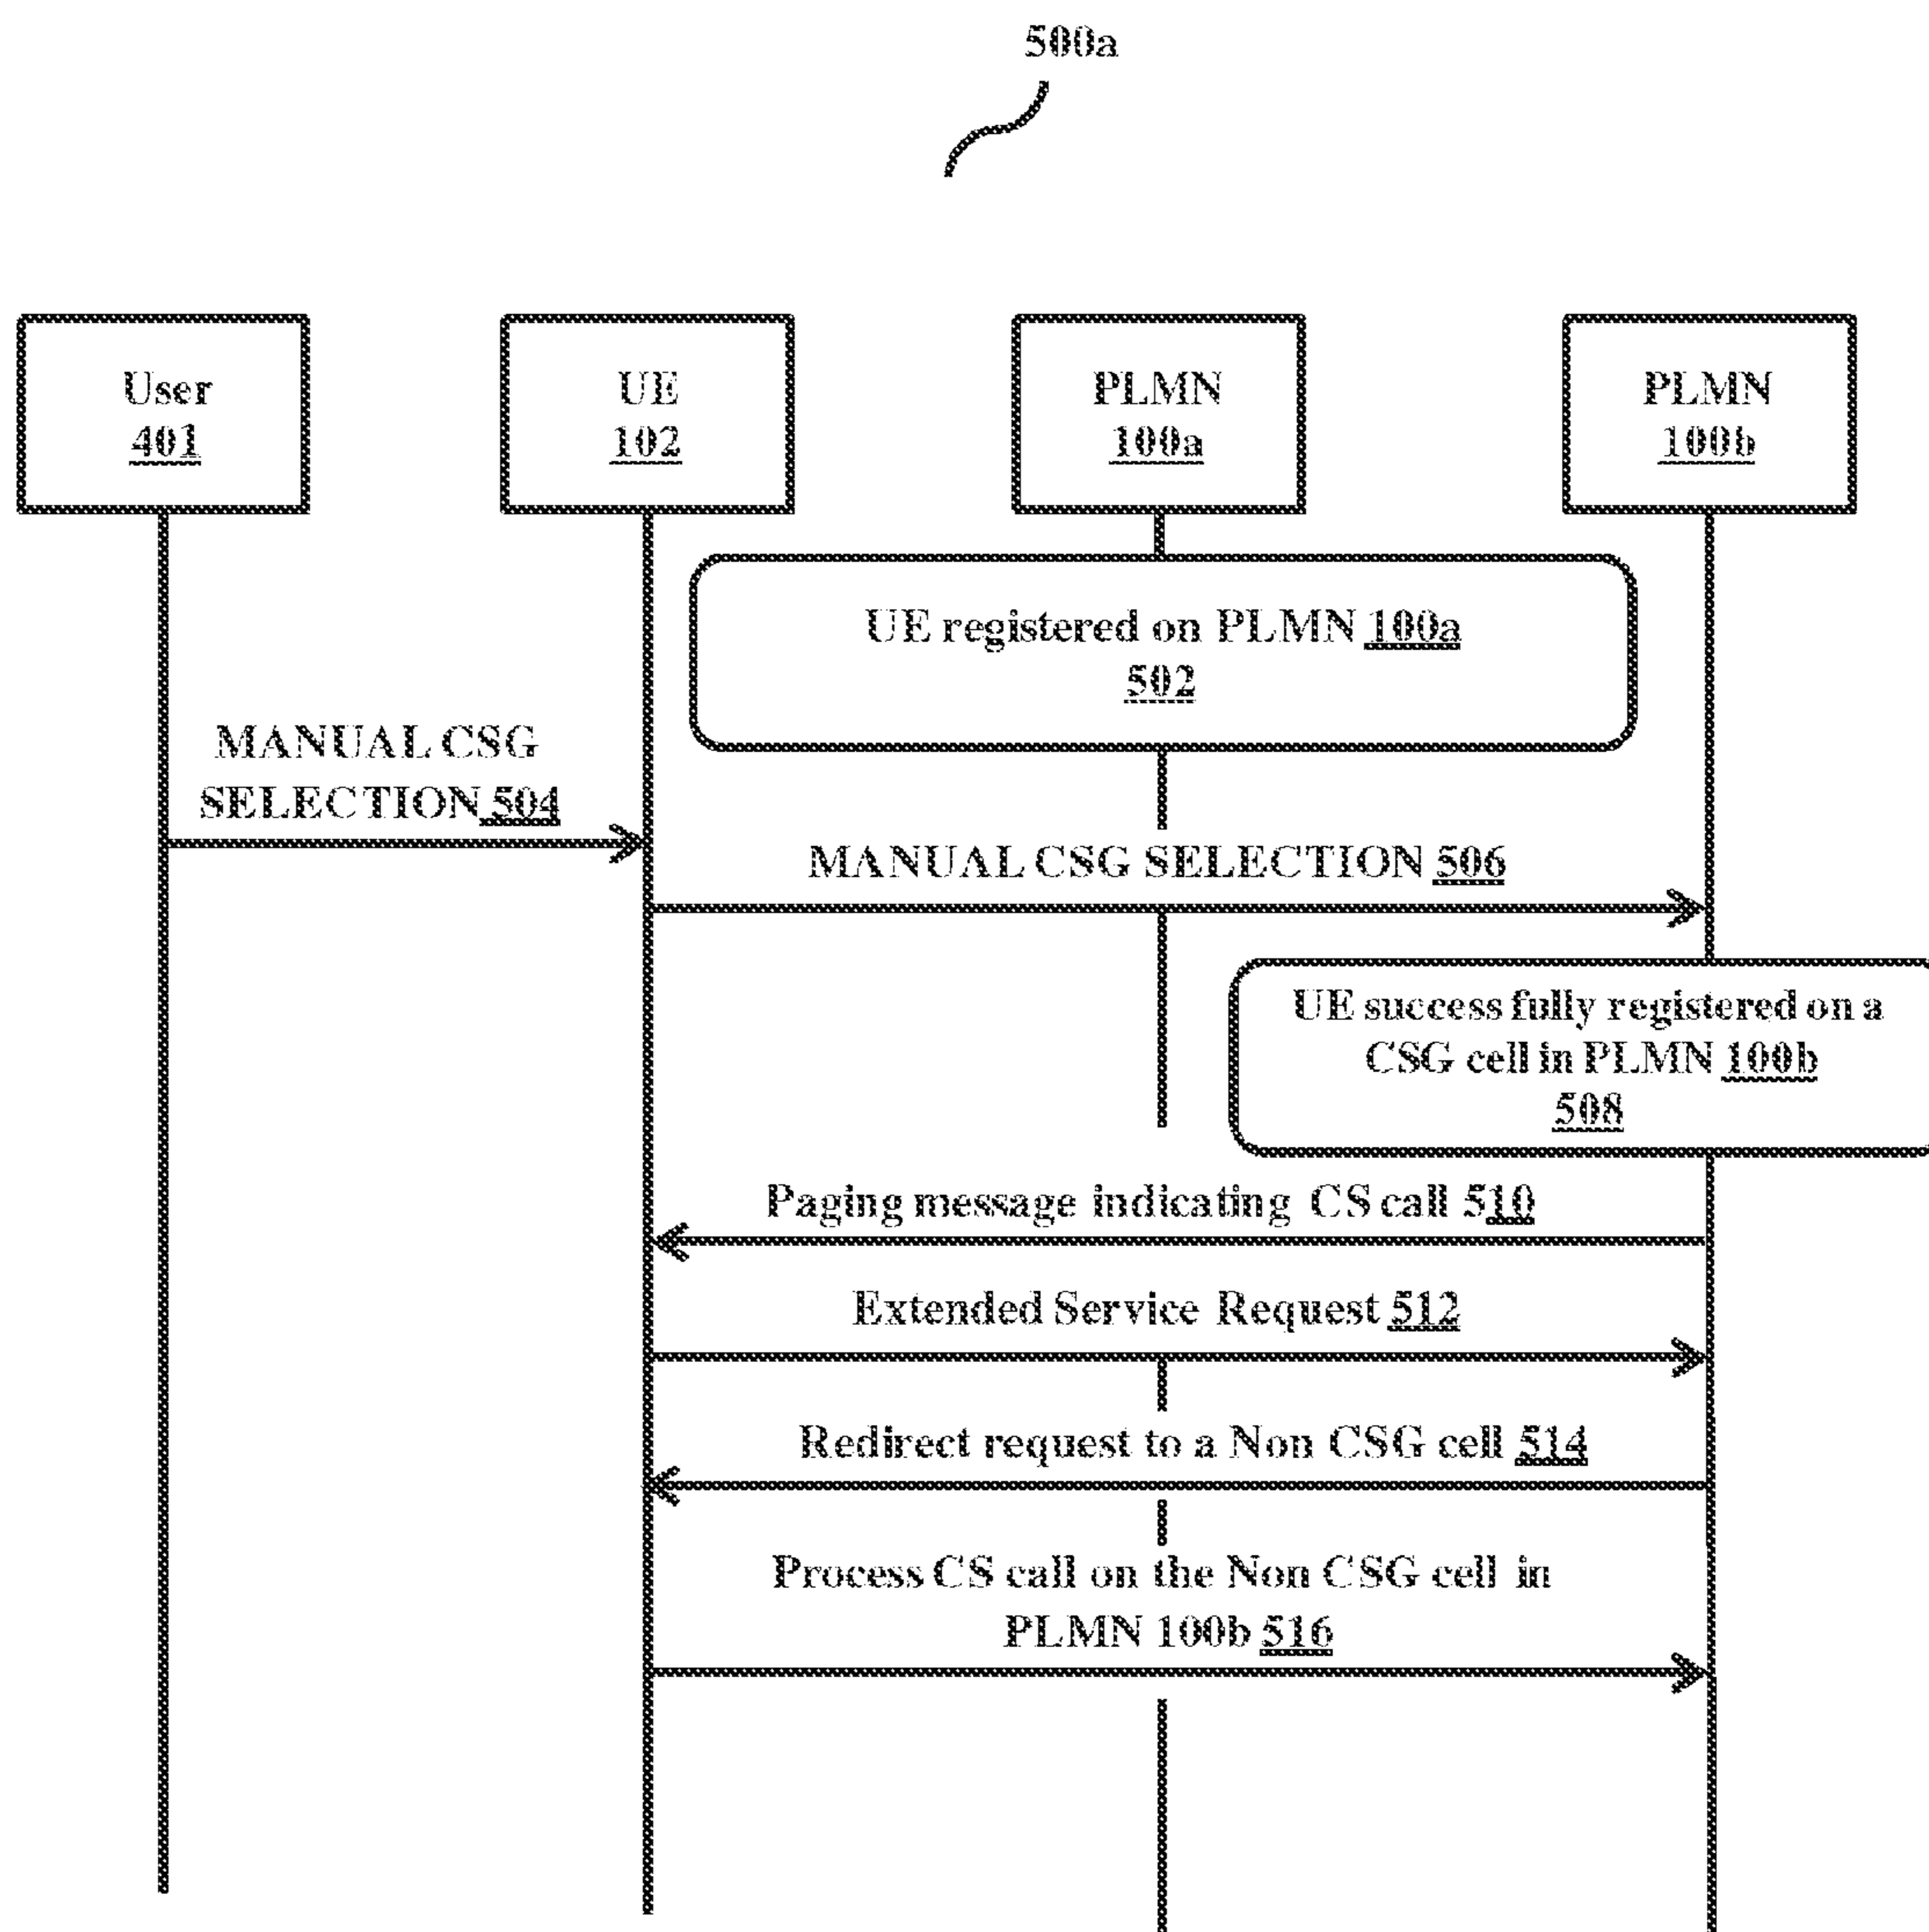 500a
User
401
UE
102
PLMN
100a
PLMN
100b
UE registered on PLMN 100a
502
MANUAL CSG
SELECTION 504
MANUAL CSG SELECTION 506
UE success fully registered on a
CSG cell in PLMN 100b
508
Paging message indicating CS call 510
Extended Service Request 512
Redirect request to a Non CSG cell 514
Process CS call on the Non CSG cell in
PLMN 100b 516